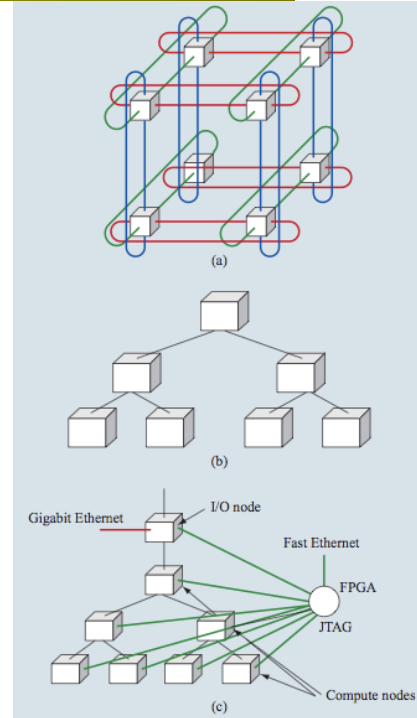 (a)
(b)
I/O node
Gigabit Ethernet
Fast Ethernet
FPGA
JTAG
Compute nodes
(c)